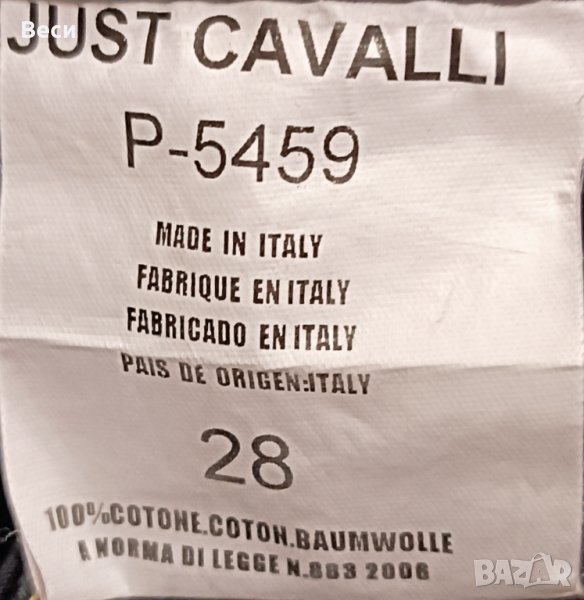 Веси
JUST CAVALLI
P-5459
MADE IN ITALY
FABRIQUE EN ITALY
FABRICADO EN ITALY
PAIS DE ORIGEN:ITALY
28
100%COTONE.COTON.BAUMWOLLE
A NORMA DI LEGGE N.883 2006
BAZAR